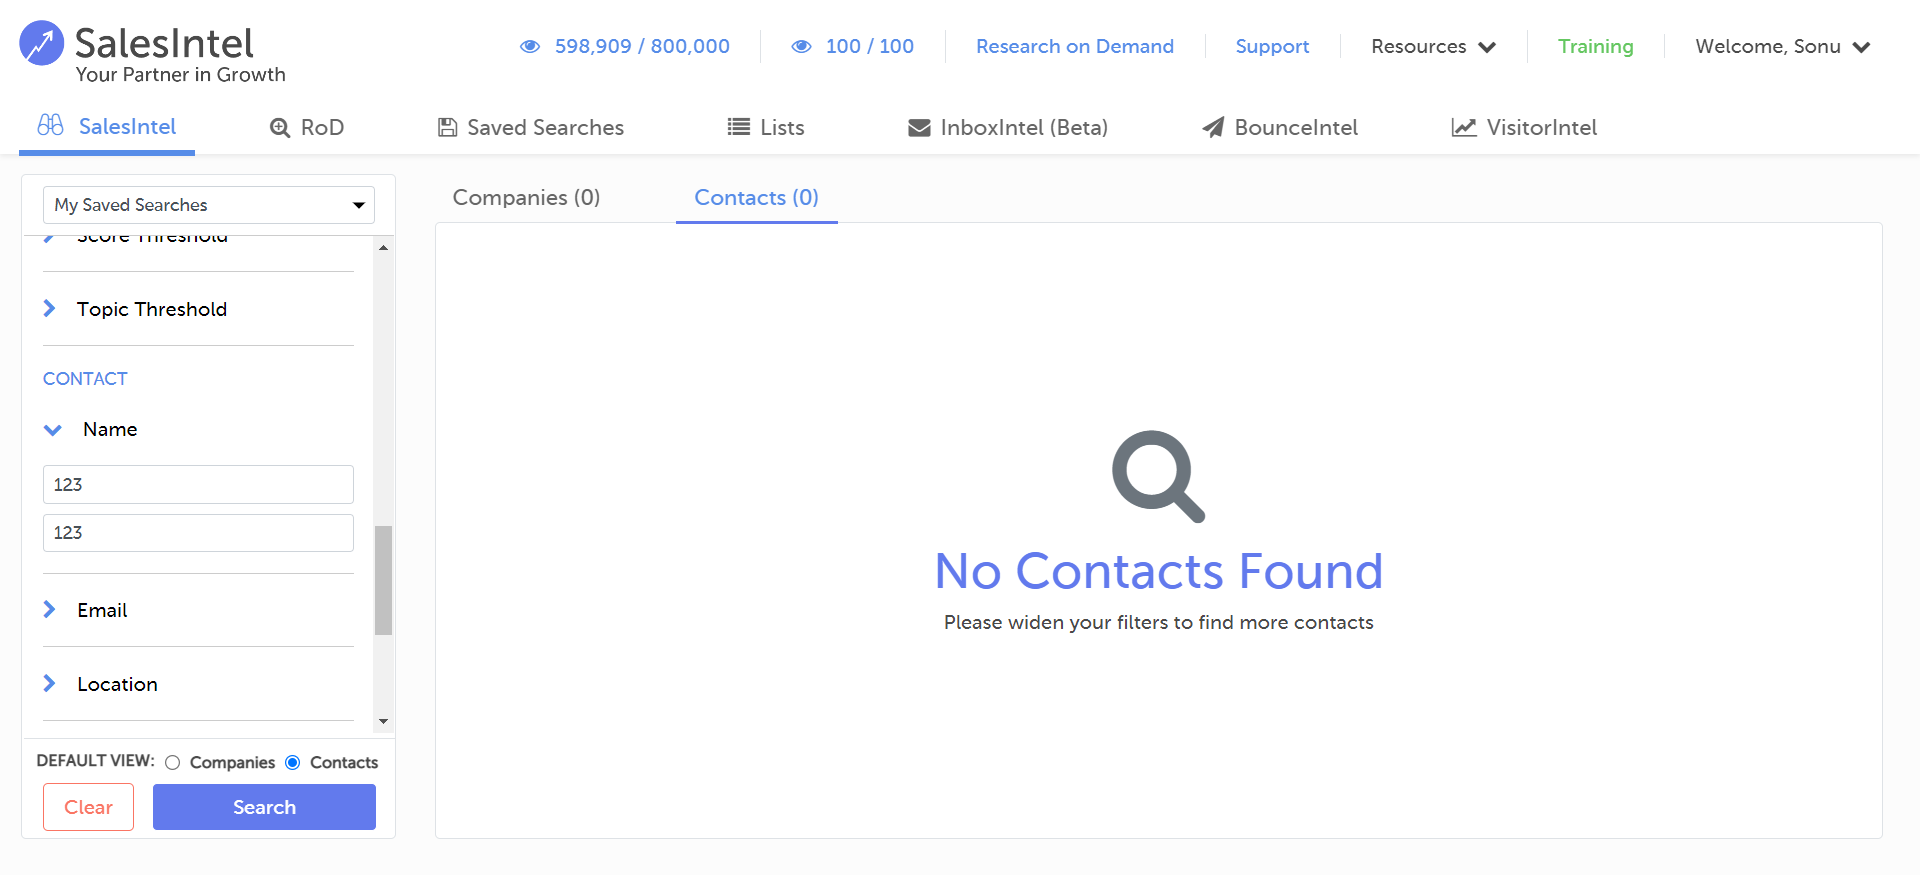 SalesIntel
Your Partner in Growth
598,909 / 800,000
100 / 100
Research on Demand
Support
Resources
Training
Welcome, Sonu
SalesIntel
RoD
Saved Searches
Lists
InboxIntel (Beta)
BounceIntel
VisitorIntel
My Saved Searches
Score Threshold
Topic Threshold
CONTACT
Name
123
123
Email
Location
DEFAULT VIEW:
Companies
Contacts
Clear
Search
Companies (0)
Contacts (0)
No Contacts Found
Please widen your filters to find more contacts